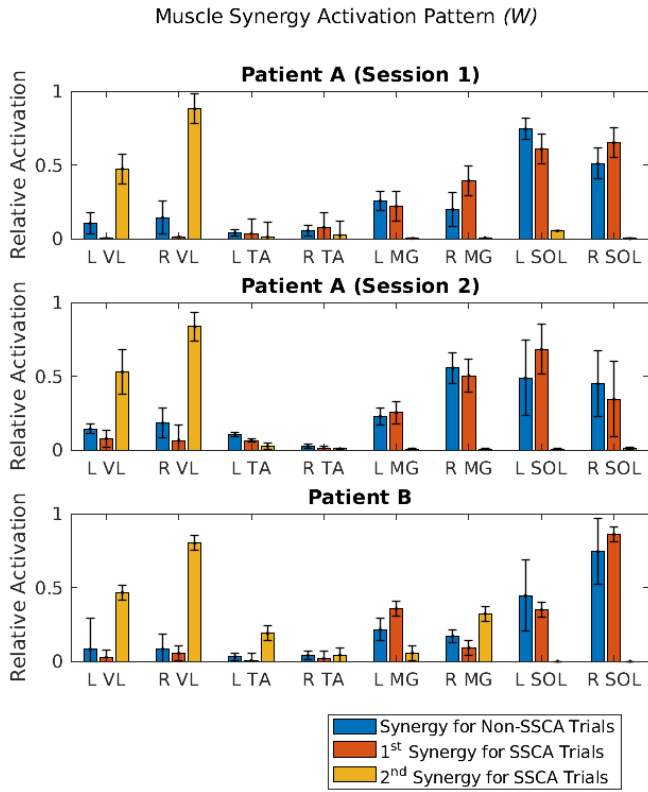 Muscle Synergy Activation Pattern (W)
Patient A (Session 1)
Relative Activation
1
0.5
0
L VL R VL L TA R TA L MG R MG L SOL R SOL
Patient A (Session 2)
Relative Activation
1
0.5
0
L VL R VL L TA R TA L MG R MG L SOL R SOL
Patient B
Relative Activation
1
0.5
0
L VL R VL L TA R TA L MG R MG L SOL R SOL
Synergy for Non-SSCA Trials
1st Synergy for SSCA Trials
2nd Synergy for SSCA Trials